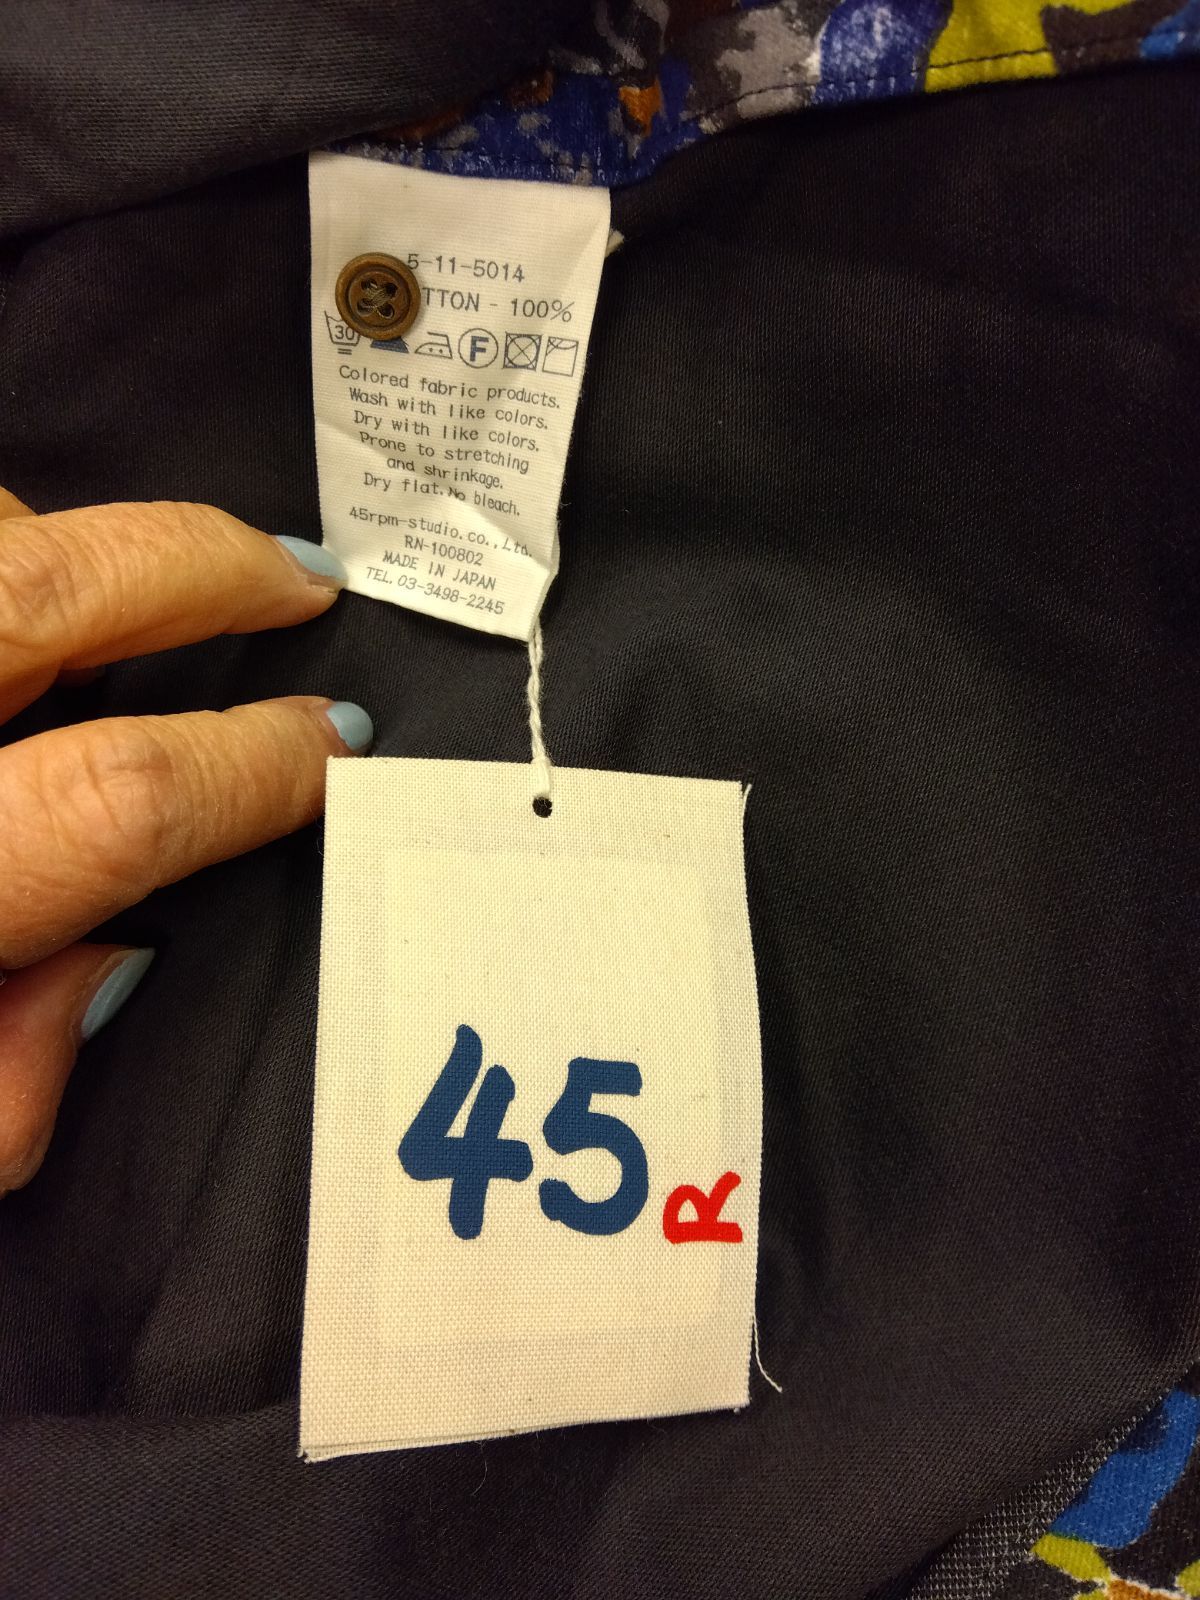 5-11-5014
TTON - 100%
30 F
Colored fabric products.
Wash with like colors.
Dry with like colors.
Prone to stretching
and shrinkage.
Dry flat. No bleach.
45rpm-studio.co.,Ltd.
RN-100802
MADE IN JAPAN
TEL. 03-3498-2245
45
R